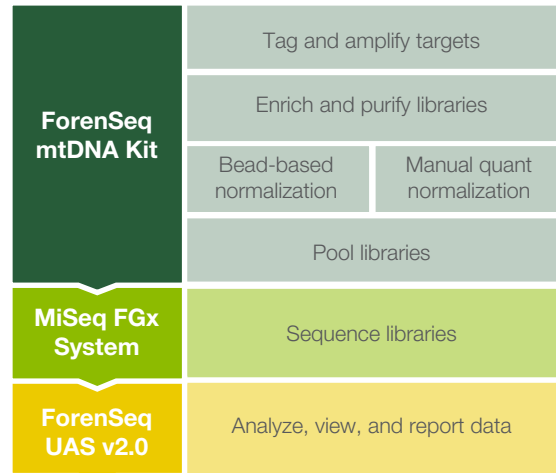 ForenSeq
mtDNA Kit
Tag and amplify targets
Enrich and purify libraries
Bead-based
normalization
Manual quant
normalization
Pool libraries
MiSeq FGx
System
Sequence libraries
ForenSeq
UAS v2.0
Analyze, view, and report data